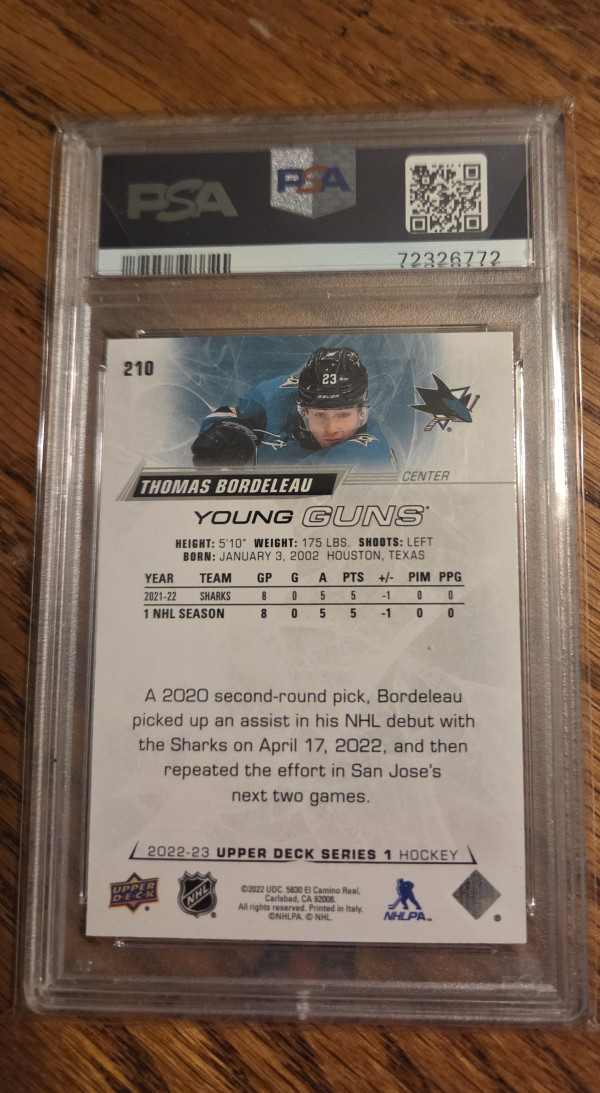 PSA
PSA
72326772
210
23
BAUER
THOMAS BORDELEAU
CENTER
YOUNG GUNS
HEIGHT: 5'10" WEIGHT: 175 LBS. SHOOTS: LEFT
BORN: JANUARY 3, 2002 HOUSTON, TEXAS
YEAR TEAM GP G A PTS +/- PIM PPG
2021-22 SHARKS 8 0 5 5 -1 0 0
1 NHL SEASON 8 0 5 5 -1 0 0
A 2020 second-round pick, Bordeleau
picked up an assist in his NHL debut with
the Sharks on April 17, 2022, and then
repeated the effort in San Jose's
next two games.
2022-23 UPPER DECK SERIES 1 HOCKEY
UPPER
DECK
NHL
©2022 UDC. 5830 El Camino Real,
Carlsbad, CA 92008.
All rights reserved. Printed in Italy.
©NHLPA. © NHL.
NHLPA